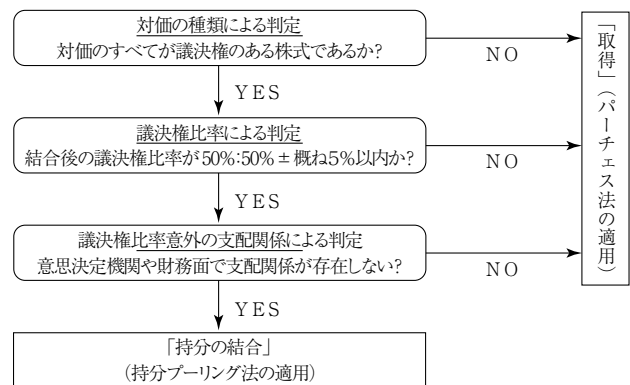 対価の種類による判定
対価のすべてが議決権のある株式であるか?
NO
YES
議決権比率による判定
結合後の議決権比率が50%:50% ± 概ね5%以内か?
NO
YES
議決権比率意外の支配関係による判定
意思決定機関や財務面で支配関係が存在しない?
NO
YES
「持分の結合」
(持分プーリング法の適用)
「取得」(パーチェス法の適用)